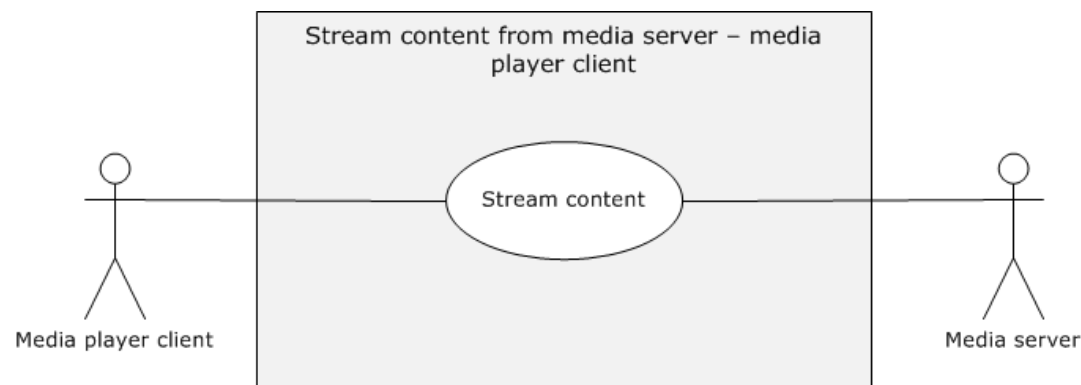 Stream content from media server – media
player client
Stream content
Media player client
Media server